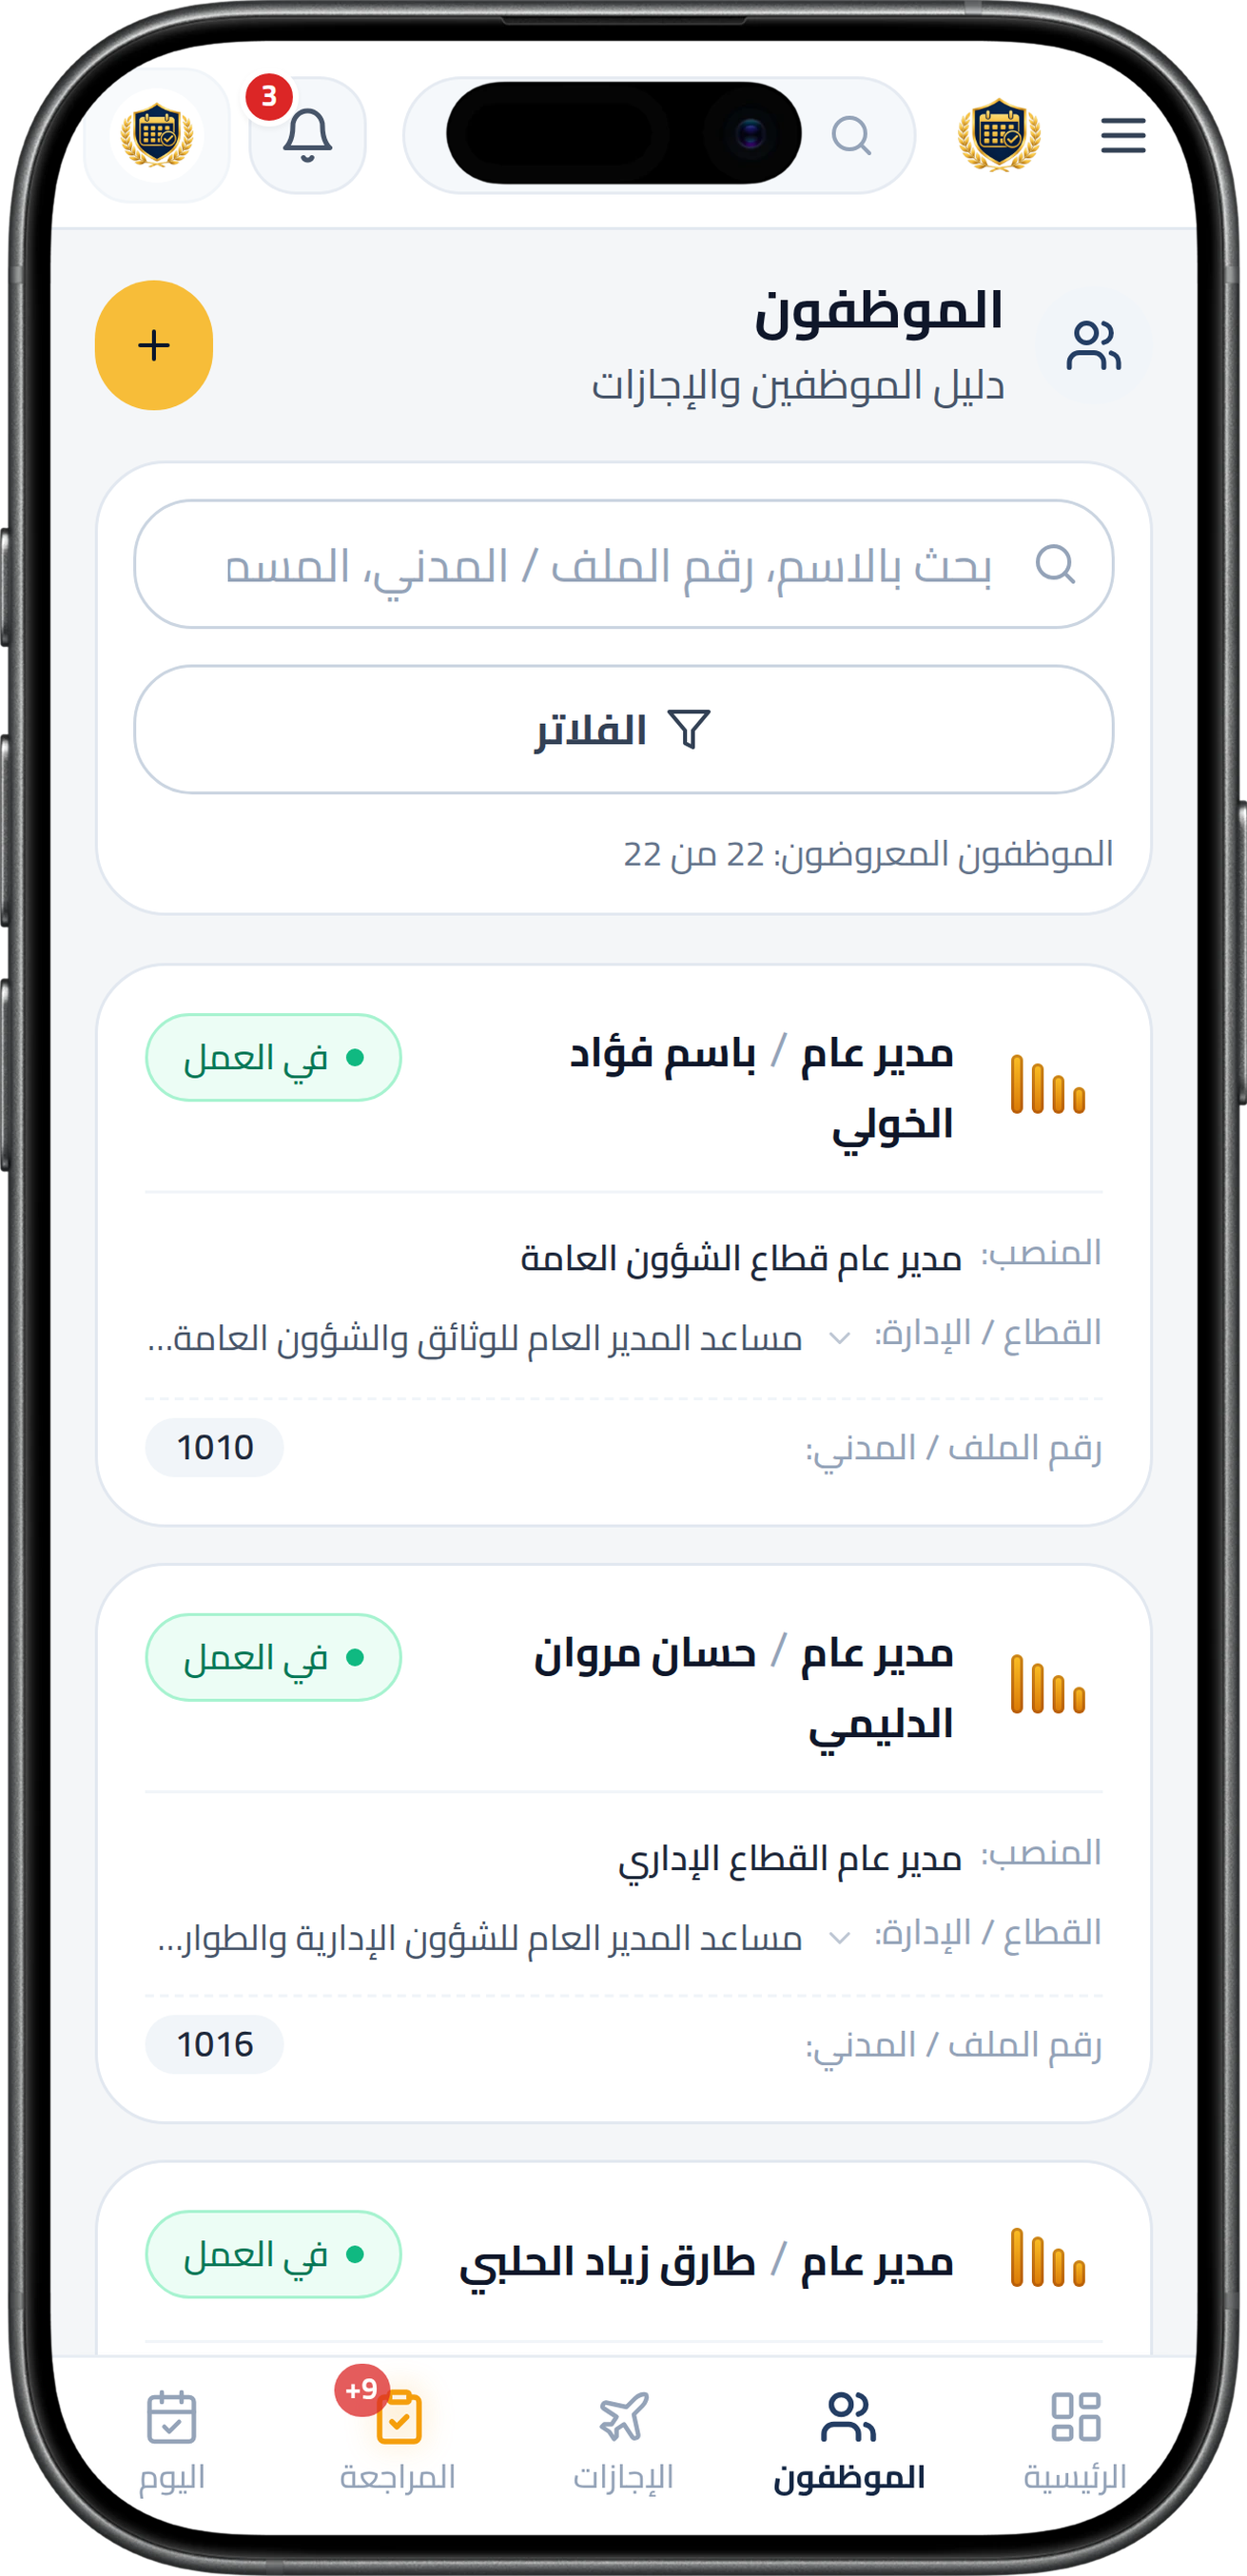 3
الموظفون
دليل الموظفين والإجازات
بحث بالاسم، رقم الملف / المدني، المسم
الفلاتر
الموظفون المعروضون: 22 من 22
مدير عام / باسم فؤاد
الخولي
في العمل
المنصب: مدير عام قطاع الشؤون العامة
القطاع / الإدارة: مساعد المدير العام للوثائق والشؤون العامة...
رقم الملف / المدني: 1010
مدير عام / حسان مروان
الدليمي
في العمل
المنصب: مدير عام القطاع الإداري
القطاع / الإدارة: مساعد المدير العام للشؤون الإدارية والطوار...
رقم الملف / المدني: 1016
مدير عام / طارق زياد الحلبي
في العمل
الرئيسية
الموظفون
الإجازات
+9
المراجعة
اليوم